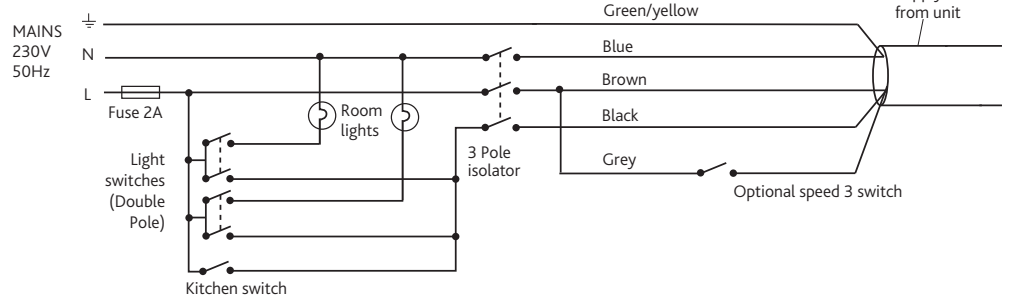 Green/yellow
from unit
MAINS
230V
50Hz
N
Blue
L
Brown
Fuse 2A
Room
lights
Black
3 Pole
isolator
Grey
Light
switches
(Double
Pole)
Optional speed 3 switch
Kitchen switch